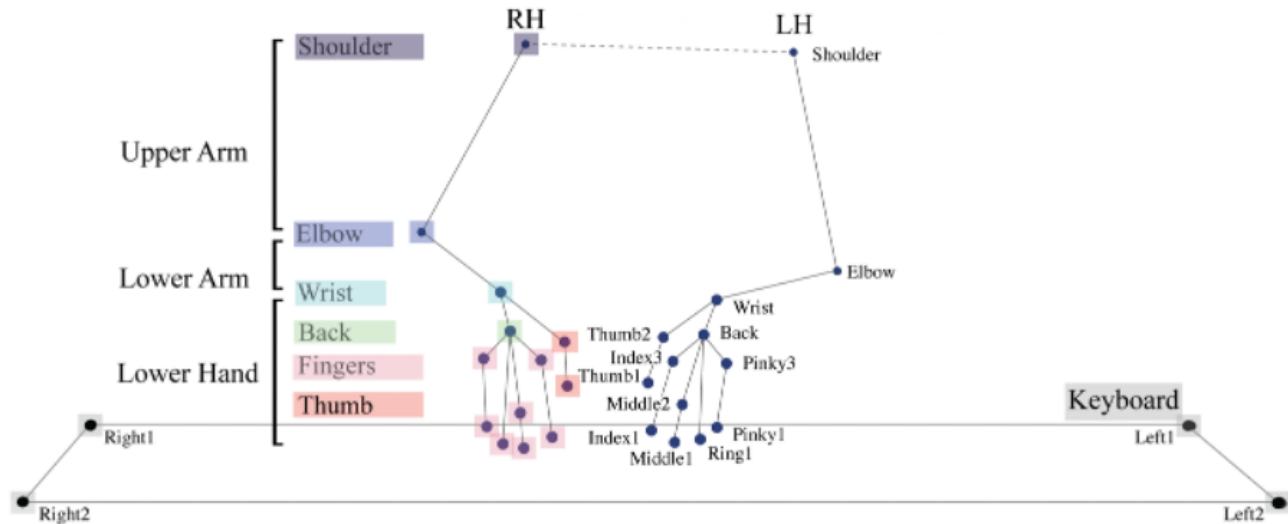 RH
LH
Shoulder
Shoulder
Upper Arm
Elbow
Elbow
Lower Arm
Wrist
Wrist
Back
Thumb2
Back
Fingers
Index3
Pinky3
Lower Hand
Thumb1
Thumb
Middle2
Keyboard
Right1
Index1
Pinky1
Left1
Middle1
Ring1
Right2
Left2